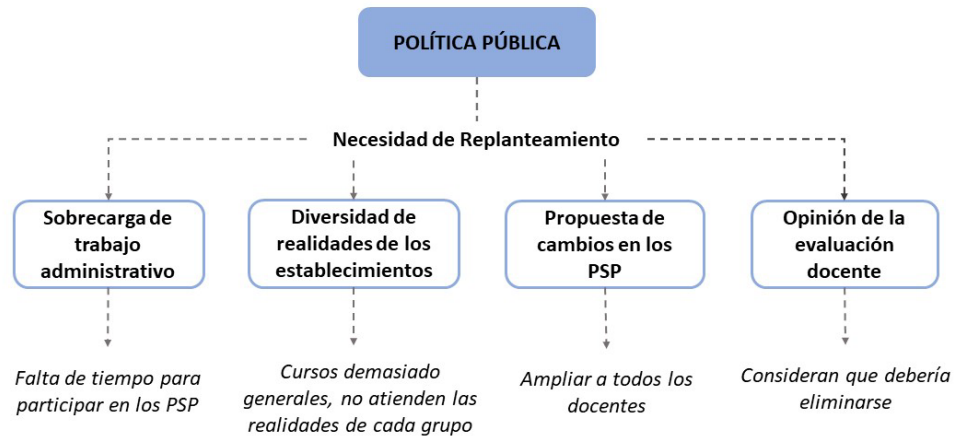 POLÍTICA PÚBLICA
Necesidad de Replanteamiento
Sobrecarga de
trabajo
administrativo
Diversidad de
realidades de los
establecimientos
Propuesta de
cambios en los
PSP
Opinión de la
evaluación
docente
Falta de tiempo para
participar en los PSP
Cursos demasiado
generales, no atienden las
realidades de cada grupo
Ampliar a todos los
docentes
Consideran que debería
eliminarse